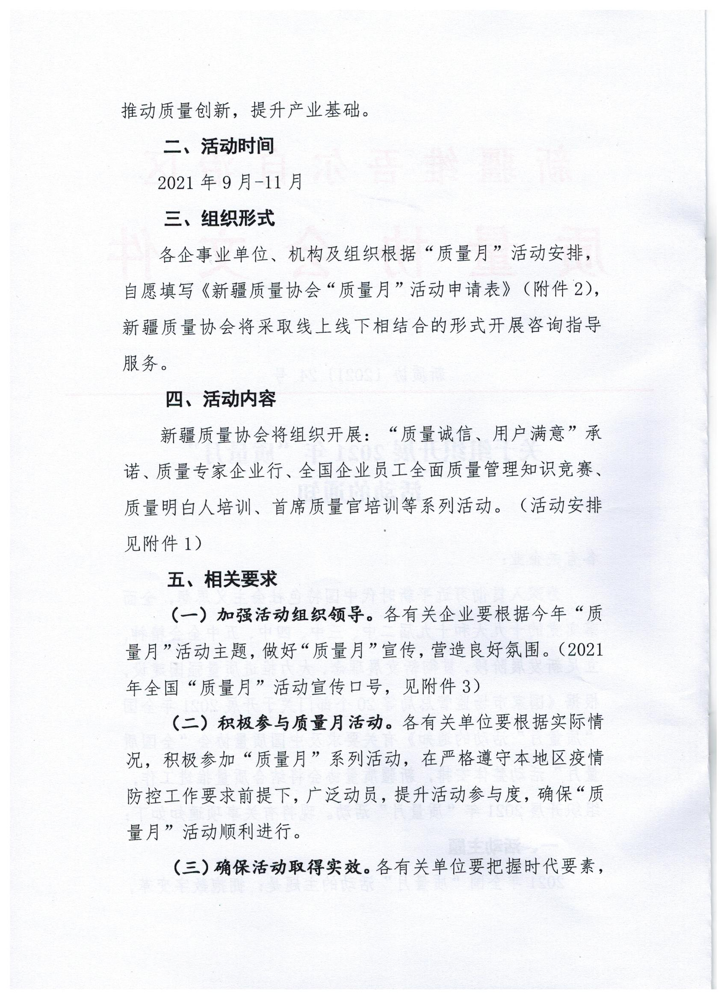 推动质量创新，提升产业基础。
二、活动时间
2021 年 9 月-11 月
三、组织形式
各企事业单位、机构及组织根据“质量月”活动安排，
自愿填写《新疆质量协会“质量月”活动申请表》（附件 2），
新疆质量协会将采取线上线下相结合的形式开展咨询指导
服务。
四、活动内容
新疆质量协会将组织开展：“质量诚信、用户满意”承
诺、质量专家企业行、全国企业员工全面质量管理知识竞赛、
质量明白人培训、首席质量官培训等系列活动。（活动安排
见附件 1）
五、相关要求
（一）加强活动组织领导。各有关企业要根据今年“质
量月”活动主题，做好“质量月”宣传，营造良好氛围。（2021
年全国“质量月”活动宣传口号，见附件 3）
（二）积极参与质量月活动。各有关单位要根据实际情
况，积极参加“质量月”系列活动，在严格遵守本地区疫情
防控工作要求前提下，广泛动员，提升活动参与度，确保“质
量月”活动顺利进行。
（三）确保活动取得实效。各有关单位要把握时代要素，